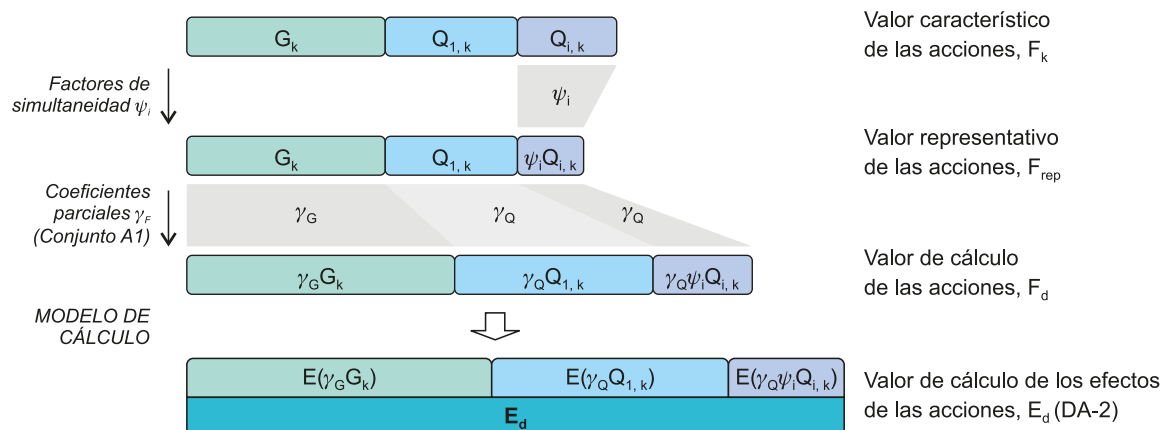 G_k Q_1, k Q_i, k
Valor característico
de las acciones, F_k
Factores de
simultaneidad ψ_i
ψ_i
G_k Q_1, k ψ_iQ_i, k
Valor representativo
de las acciones, F_rep
Coeficientes
parciales γ_F
(Conjunto A1)
γ_G γ_Q γ_Q
γ_GG_k γ_QQ_1, k γ_Qψ_iQ_i, k
Valor de cálculo
de las acciones, F_d
MODELO DE
CÁLCULO
E(γ_GG_k) E(γ_QQ_1, k) E(γ_Qψ_iQ_i, k)
E_d
Valor de cálculo de los efectos
de las acciones, E_d (DA-2)